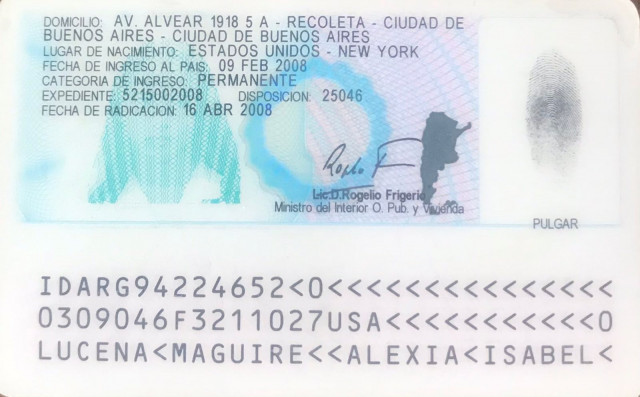 DOMICILIO: AV. ALVEAR 1918 5 A - RECOLETA - CIUDAD DE
BUENOS AIRES - CIUDAD DE BUENOS AIRES
LUGAR DE NACIMIENTO: ESTADOS UNIDOS - NEW YORK
FECHA DE INGRESO AL PAIS: 09 FEB 2008
CATEGORIA DE INGRESO: PERMANENTE
EXPEDIENTE: 5215002008 DISPOSICION: 25046
FECHA DE RADICACION: 16 ABR 2008
Lic.D.Rogelio Frigerio
Ministro del Interior O. Pub. y Vivienda
PULGAR
IDARG94224652<0<<<<<<<<<<<<<<<
0309046F3211027USA<<<<<<<<<<<0
LUCENA<MAGUIRE<<ALEXIA<ISABEL<